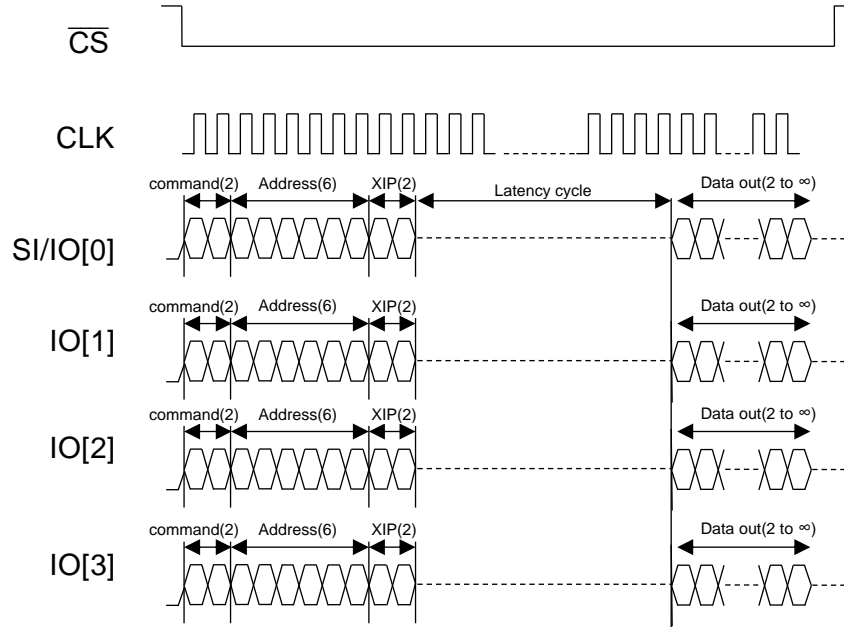 CS
CLK
command(2) Address(6) XIP(2) Latency cycle Data out(2 to ∞)
SI/IO[0]
command(2) Address(6) XIP(2) Data out(2 to ∞)
IO[1]
command(2) Address(6) XIP(2) Data out(2 to ∞)
IO[2]
command(2) Address(6) XIP(2) Data out(2 to ∞)
IO[3]